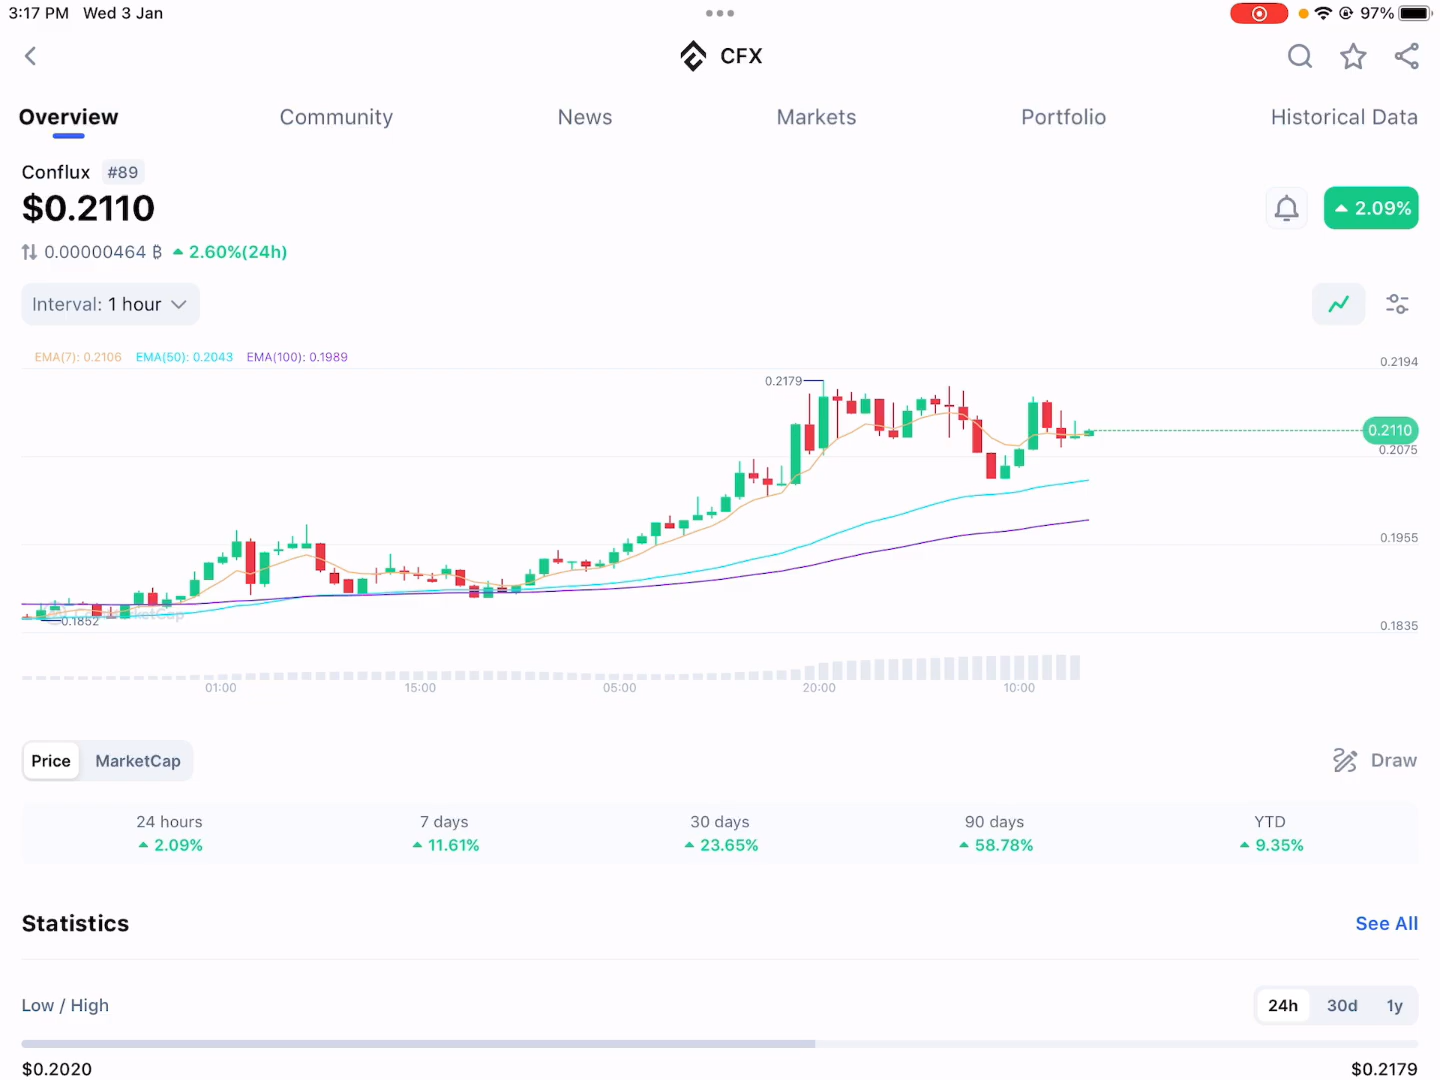 3:17 PM Wed 3 Jan
97%
CFX
Overview Community News Markets Portfolio Historical Data
Conflux #89
$0.2110
2.09%
0.00000464 ₿ 2.60%(24h)
Interval: 1 hour
EMA(7): 0.2106 EMA(50): 0.2043 EMA(100): 0.1989
0.2194
0.2179
0.2110
0.2075
0.1955
0.1852
0.1835
01:00 15:00 05:00 20:00 10:00
Price MarketCap
Draw
24 hours 7 days 30 days 90 days YTD
2.09% 11.61% 23.65% 58.78% 9.35%
Statistics
See All
Low / High
24h 30d 1y
$0.2020 $0.2179